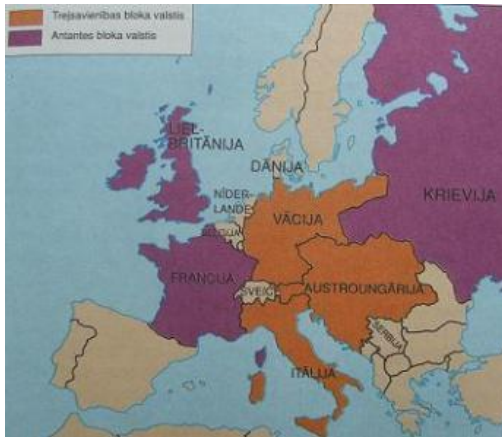 Trejsavienības bloka valstis
Antantes bloka valstis
LIEL-
BRITĀNIJA
DĀNIJA
NĪDER-
LANDE
KRIEVIJA
VĀCIJA
FRANCIJA
ŠVEICE
AUSTROUNGĀRIJA
SERBIJA
ITĀLIJA